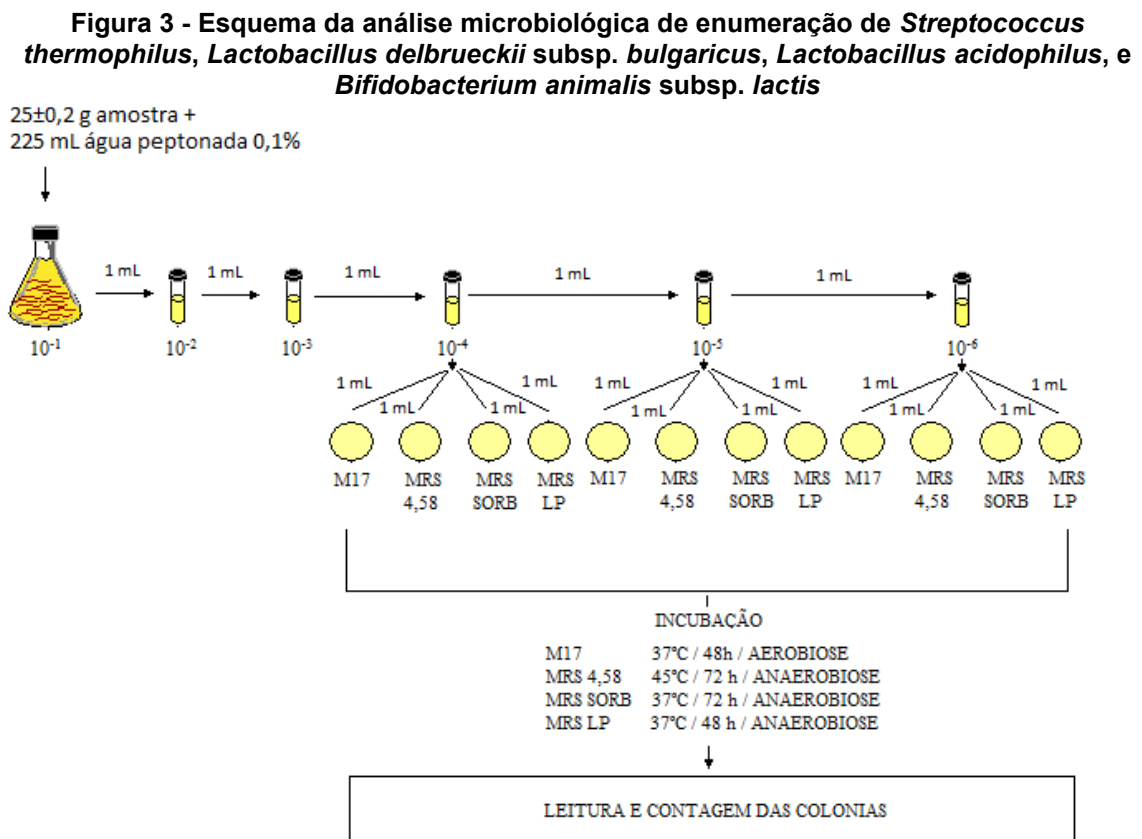 Figura 3 - Esquema da análise microbiológica de enumeração de Streptococcus
thermophilus, Lactobacillus delbrueckii subsp. bulgaricus, Lactobacillus acidophilus, e
Bifidobacterium animalis subsp. lactis
25±0,2 g amostra +
225 mL água peptonada 0,1%
1 mL 1 mL 1 mL 1 mL 1 mL
10⁻¹ 10⁻² 10⁻³ 10⁻⁴ 10⁻⁵ 10⁻⁶
1 mL 1 mL 1 mL 1 mL 1 mL 1 mL
1 mL 1 mL 1 mL 1 mL 1 mL 1 mL
M17 MRS MRS MRS M17 MRS MRS MRS M17 MRS MRS MRS
4,58 SORB LP 4,58 SORB LP 4,58 SORB LP
INCUBAÇÃO
M17 37ºC / 48h / AEROBIOSE
MRS 4,58 45ºC / 72 h / ANAEROBIOSE
MRS SORB 37ºC / 72 h / ANAEROBIOSE
MRS LP 37ºC / 48 h / ANAEROBIOSE
LEITURA E CONTAGEM DAS COLONIAS